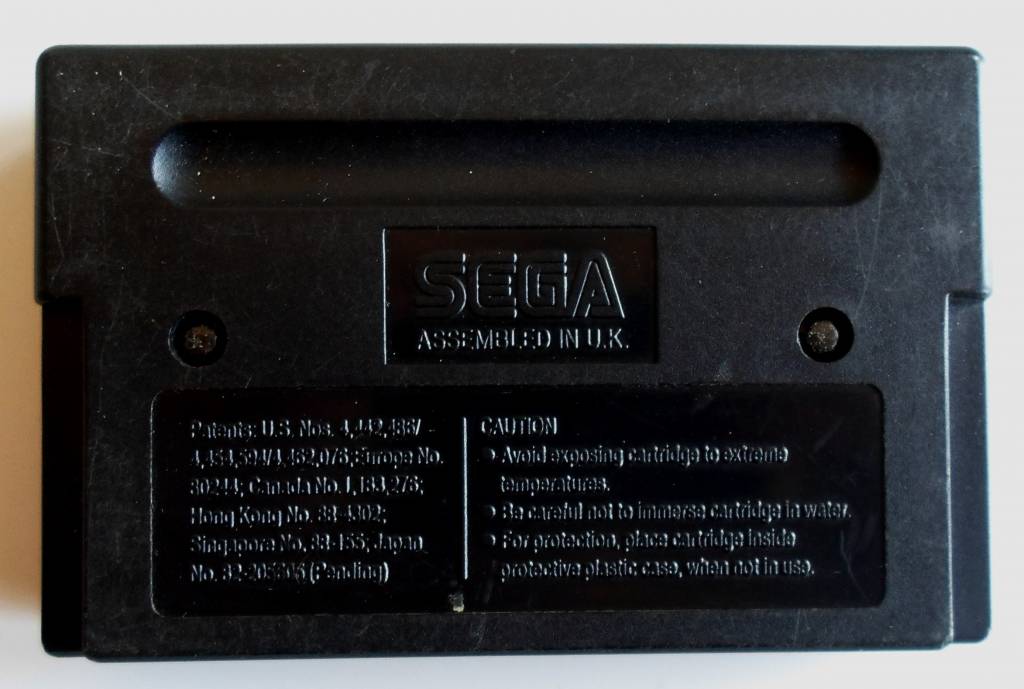 SEGA
ASSEMBLED IN U.K.
Patents: U.S. Nos. 4,442,486/
4,454,594/4,462,076; Europe No.
80244; Canada No. 1,183,276;
Hong Kong No. 88-4302;
Singapore No. 88-155; Japan
No. 82-205605 (Pending)
CAUTION
• Avoid exposing cartridge to extreme
temperatures.
• Be careful not to immerse cartridge in water.
• For protection, place cartridge inside
protective plastic case, when not in use.